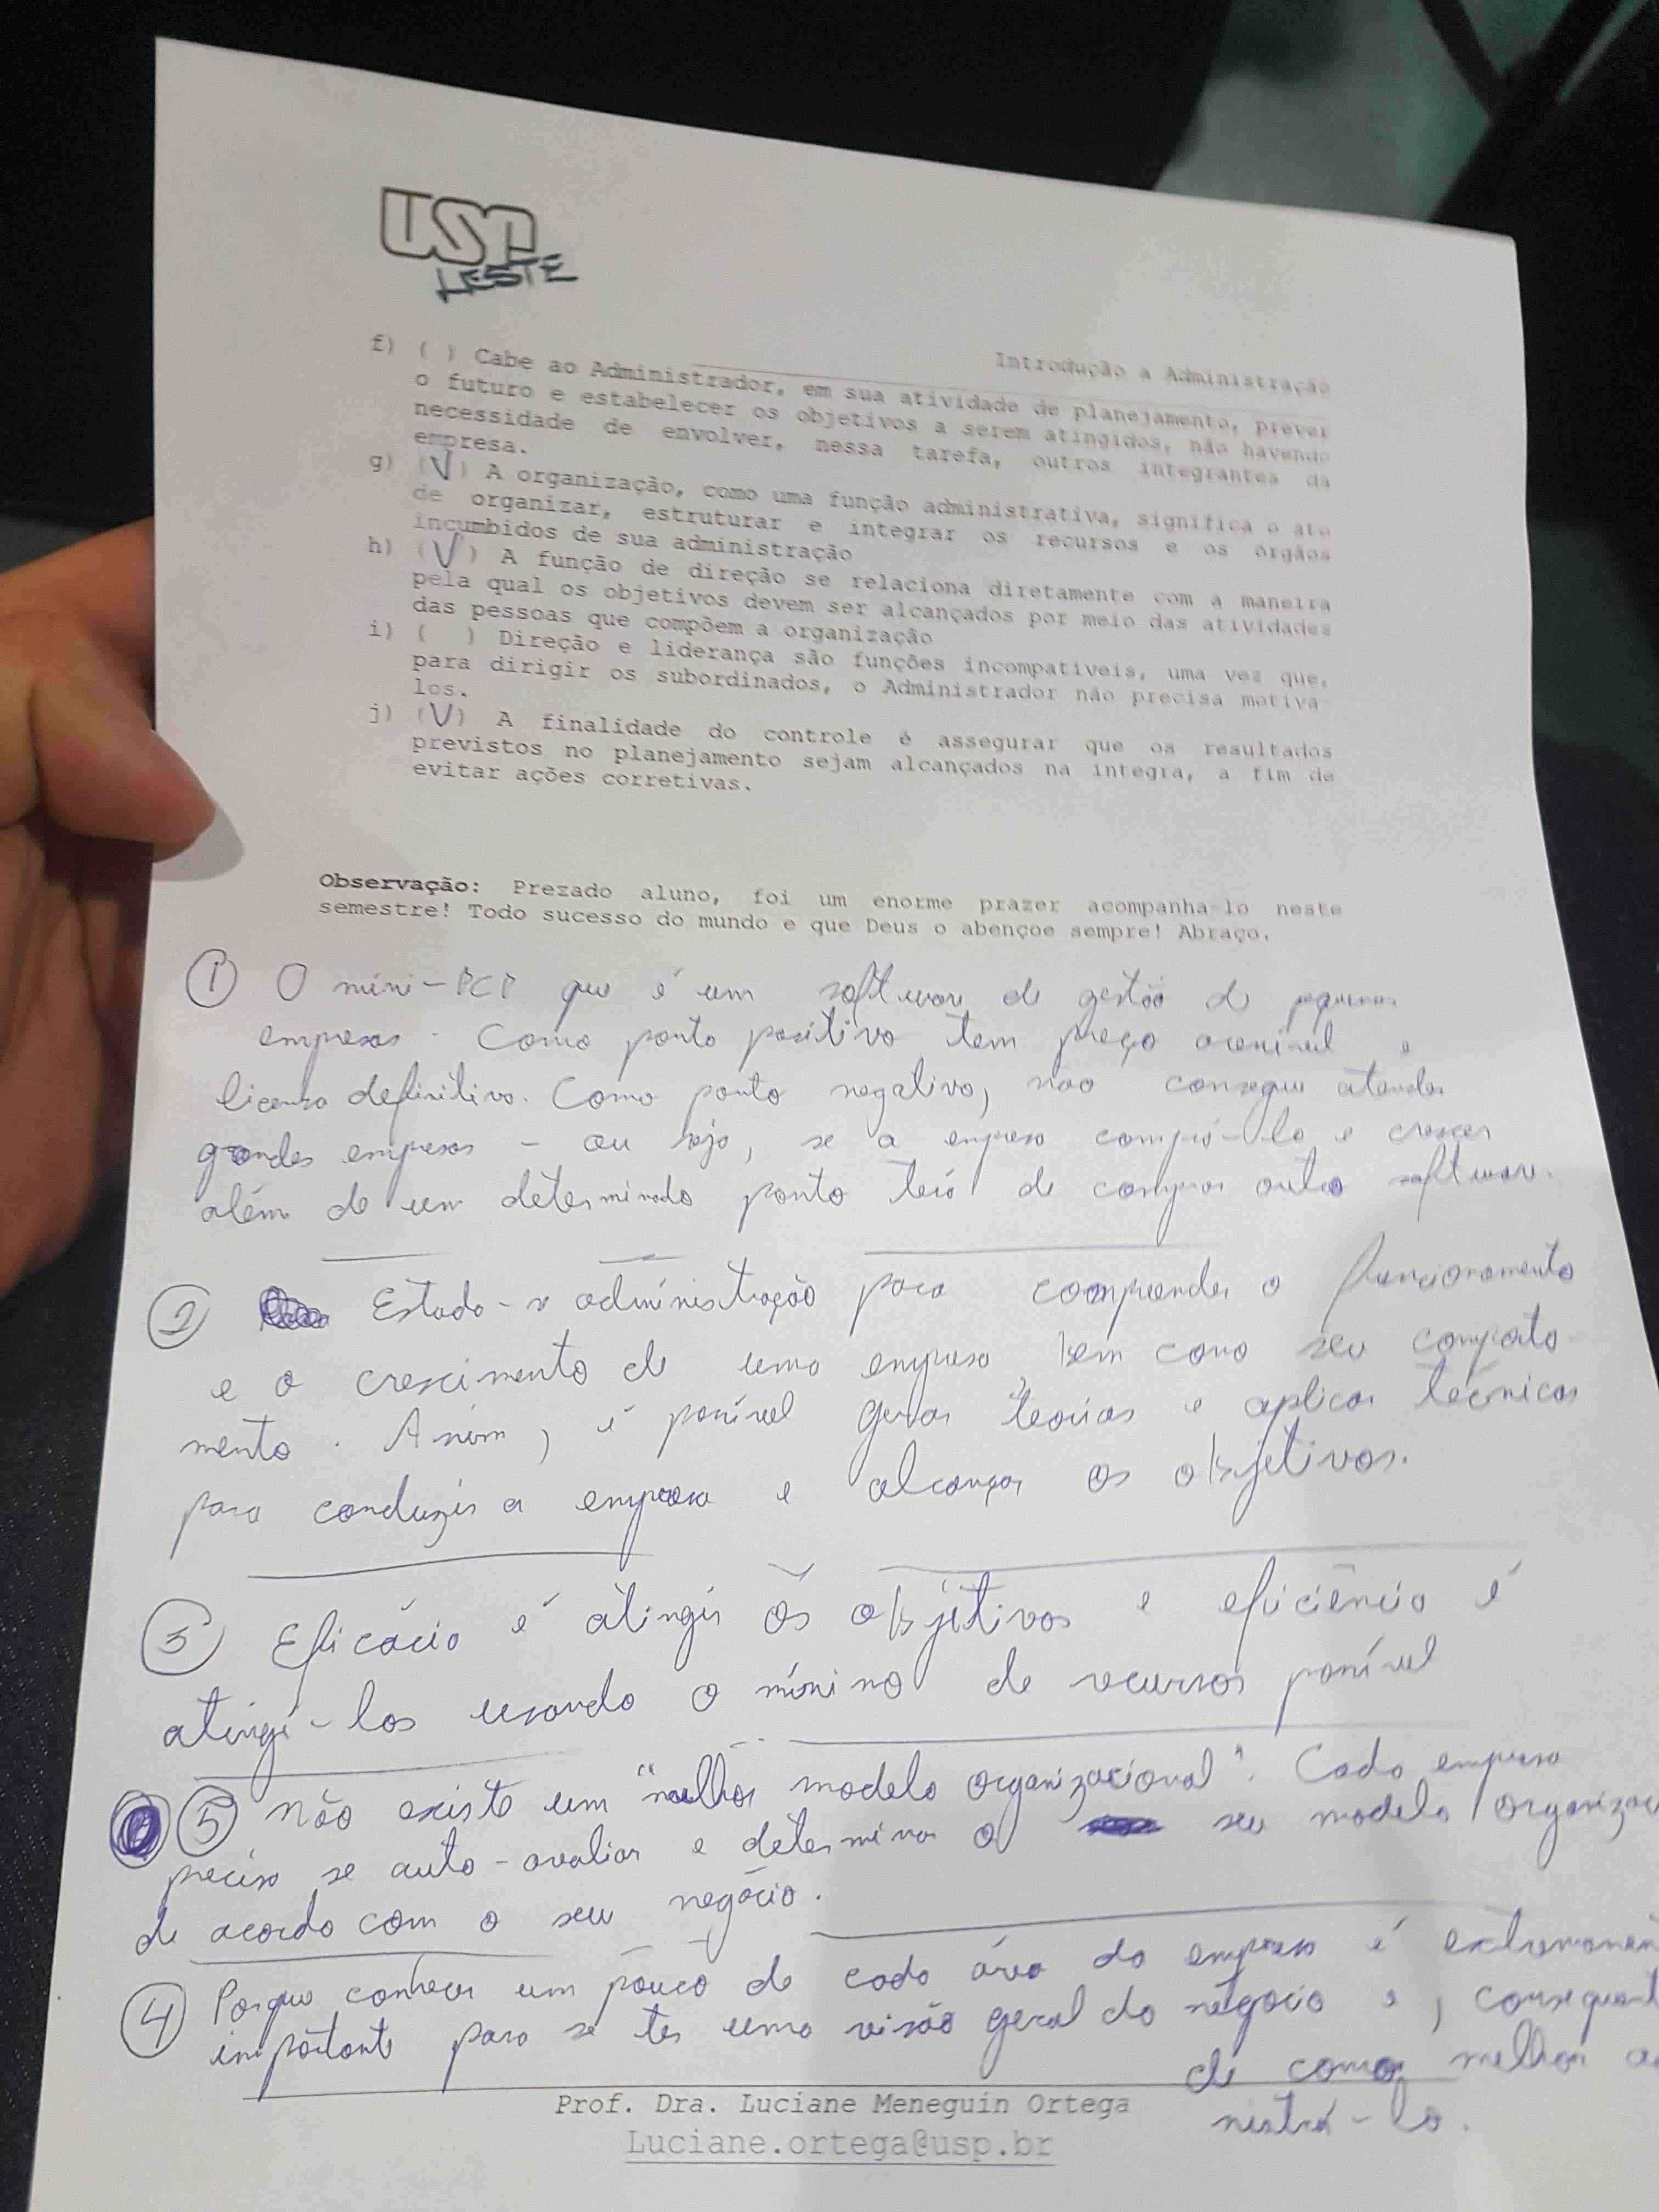 USP
LESTE
Introdução a Administração
f) ( ) Cabe ao Administrador, em sua atividade de planejamento, prever
o futuro e estabelecer os objetivos a serem atingidos, não havendo
necessidade de envolver, nessa tarefa, outros integrantes da
empresa.
g) (V) A organização, como uma função administrativa, significa o ato
de organizar, estruturar e integrar os recursos e os órgãos
incumbidos de sua administração
h) (V) A função de direção se relaciona diretamente com a maneira
pela qual os objetivos devem ser alcançados por meio das atividades
das pessoas que compõem a organização
i) ( ) Direção e liderança são funções incompatíveis, uma vez que,
para dirigir os subordinados, o Administrador não precisa motivá-
los.
j) (V) A finalidade do controle é assegurar que os resultados
previstos no planejamento sejam alcançados na íntegra, a fim de
evitar ações corretivas.
Observação: Prezado aluno, foi um enorme prazer acompanha-lo neste
semestre! Todo sucesso do mundo e que Deus o abençoe sempre! Abraço.
1 O mini-PCP que é um software de gestão de pequenas
empresas. Como ponto positivo tem preço acessível e
licença definitiva. Como ponto negativo, não consegue atender
grandes empresas - ou seja, se a empresa comprá-lo e crescer
além de um determinado ponto terá de comprar outro software.
2 Estuda-se administração para compreender o funcionamento
e o crescimento de uma empresa, bem como seu comporta-
mento. Assim, é possível gerar teorias e aplicar técnicas
para conduzir a empresa e alcançar os objetivos.
3 Eficácia é atingir os objetivos e eficiência é
atingi-los usando o mínimo de recursos possível
5 Não existe um "melhor modelo organizacional". Cada empresa
precisa se auto-avaliar e determinar o seu modelo organizac
de acordo com o seu negócio.
4 Porque conhecer um pouco de cada área da empresa é extremamen
importante para se ter uma visão geral do negócio e, consequent
de como melhor a
nistrá-lo.
Prof. Dra. Luciane Meneguin Ortega
Luciane.ortega@usp.br